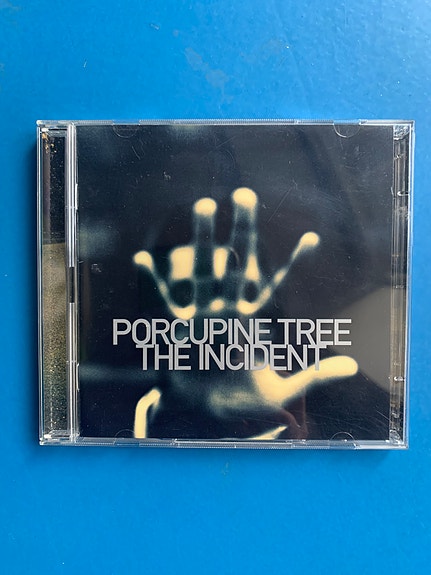 PORCUPINE TREE
THE INCIDENT